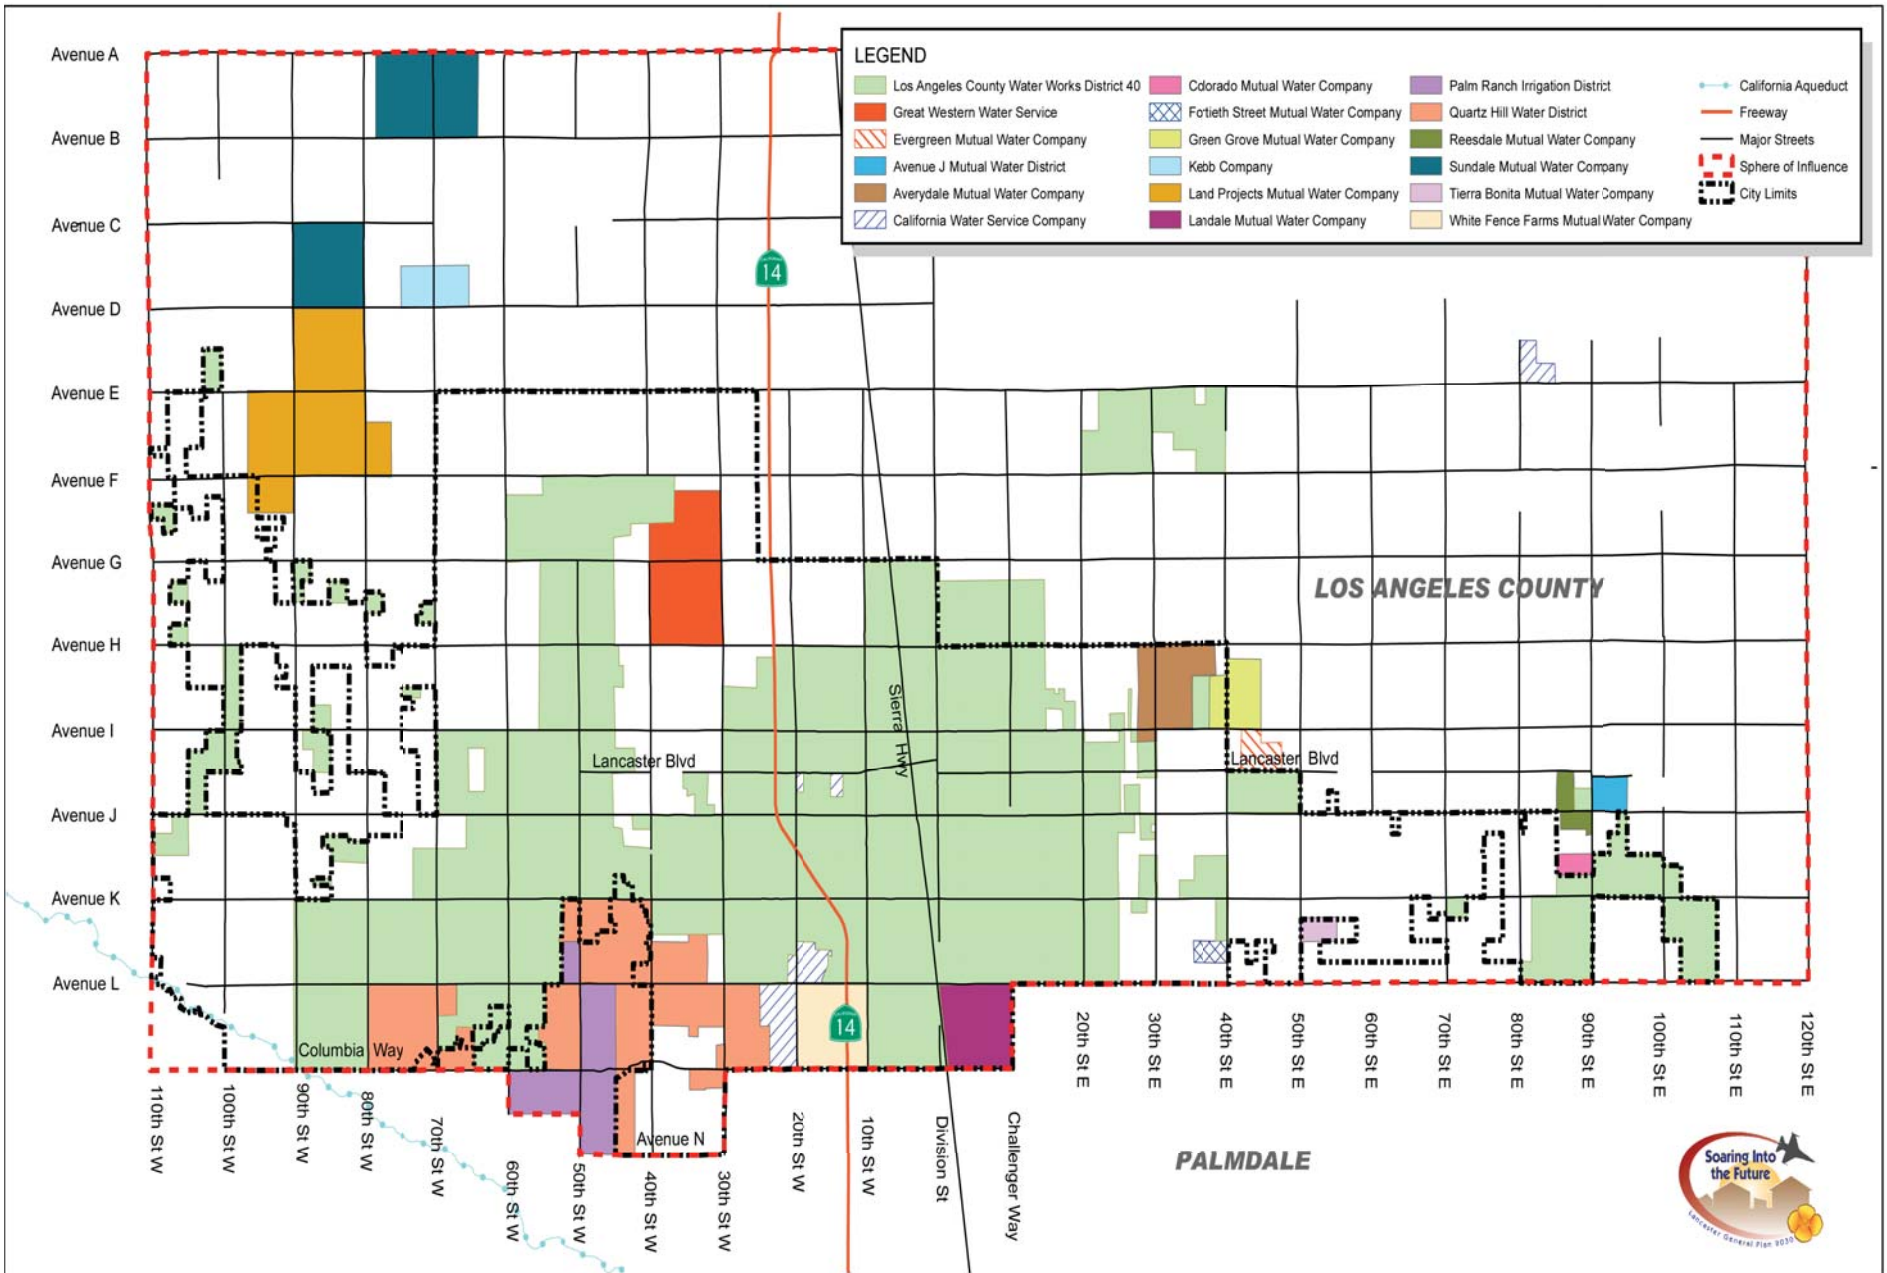 LEGEND
Los Angeles County Water Works District 40
Great Western Water Service
Evergreen Mutual Water Company
Avenue J Mutual Water District
Averydale Mutual Water Company
California Water Service Company
Colorado Mutual Water Company
Fortieth Street Mutual Water Company
Green Grove Mutual Water Company
Kebb Company
Land Projects Mutual Water Company
Landale Mutual Water Company
Palm Ranch Irrigation District
Quartz Hill Water District
Reesdale Mutual Water Company
Sundale Mutual Water Company
Tierra Bonita Mutual Water Company
White Fence Farms Mutual Water Company
California Aqueduct
Freeway
Major Streets
Sphere of Influence
City Limits
Avenue A
Avenue B
Avenue C
Avenue D
Avenue E
Avenue F
Avenue G
Avenue H
Avenue I
Avenue J
Avenue K
Avenue L
14
LOS ANGELES COUNTY
Sierra Hwy
Lancaster Blvd
Lancaster Blvd
14
Columbia Way
Avenue N
110th St W
100th St W
90th St W
80th St W
70th St W
60th St W
50th St W
40th St W
30th St W
20th St W
10th St W
Division St
Challenger Way
20th St E
30th St E
40th St E
50th St E
60th St E
70th St E
80th St E
90th St E
100th St E
110th St E
120th St E
PALMDALE
Soaring Into
the Future
Lancaster General Plan 2030